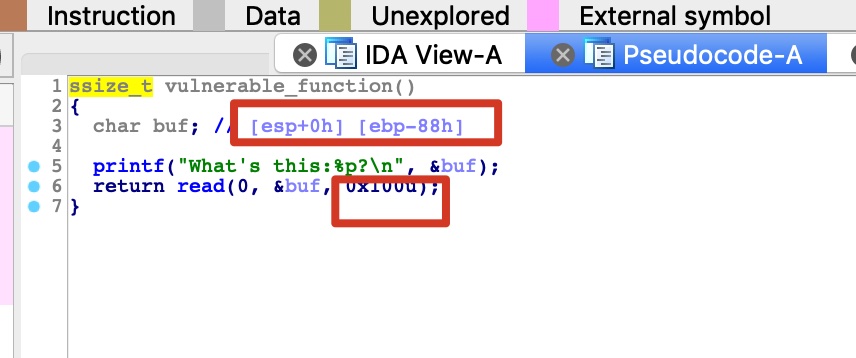 Instruction Data Unexplored External symbol
IDA View-A Pseudocode-A
1 ssize_t vulnerable_function()
2 {
3 char buf; // [esp+0h] [ebp-88h]
4
5 printf("What's this:%p?\n", &buf);
6 return read(0, &buf, 0x100u);
7 }